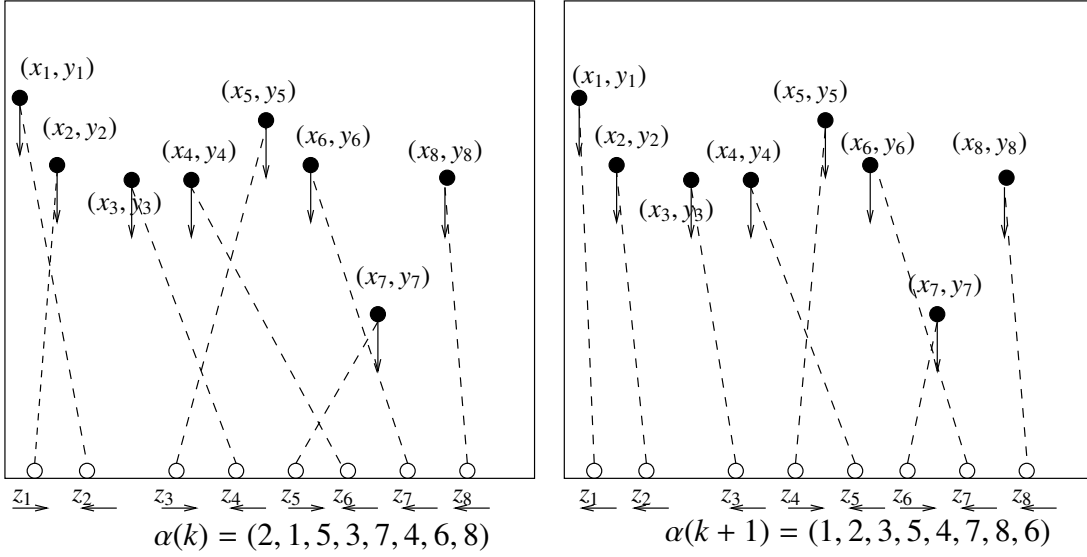 (x₁, y₁)
(x₂, y₂)
(x₃, y₃)
(x₄, y₄)
(x₅, y₅)
(x₆, y₆)
(x₇, y₇)
(x₈, y₈)
z₁ z₂ z₃ z₄ z₅ z₆ z₇ z₈
α(k) = (2, 1, 5, 3, 7, 4, 6, 8)
(x₁, y₁)
(x₂, y₂)
(x₃, y₃)
(x₄, y₄)
(x₅, y₅)
(x₆, y₆)
(x₇, y₇)
(x₈, y₈)
z₁ z₂ z₃ z₄ z₅ z₆ z₇ z₈
α(k + 1) = (1, 2, 3, 5, 4, 7, 8, 6)